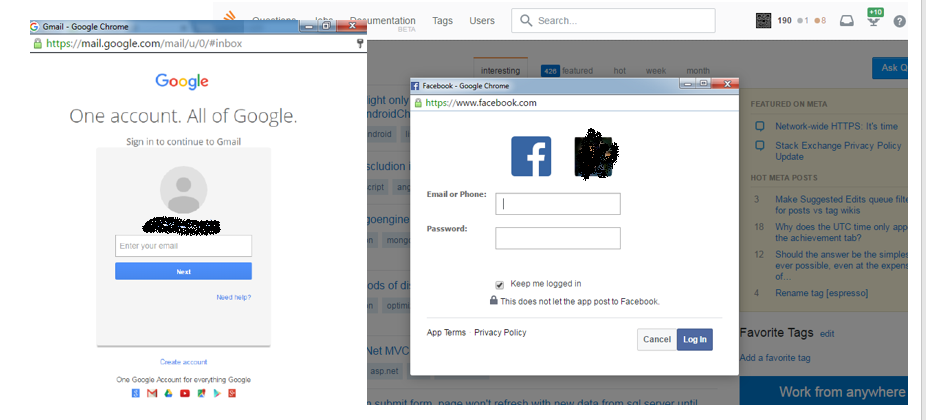 Questions Jobs Documentation Tags Users Search... 190 1 8 +10
BETA
Gmail - Google Chrome
https://mail.google.com/mail/u/0/#inbox
Google
One account. All of Google.
Sign in to continue to Gmail
Enter your email
Next
Need help?
Create account
One Google Account for everything Google
interesting 426 featured hot week month
Ask Q
light only
ndroidCh
ndroid
sclusion
cript ang
goengine
on mong
ods of dis
on optim
Net MVC
asp.net
n submit form, page won't refresh with new data from sql server until
Facebook - Google Chrome
https://www.facebook.com
f
Email or Phone:
Password:
Keep me logged in
This does not let the app post to Facebook.
App Terms · Privacy Policy
Cancel Log In
FEATURED ON META
Network-wide HTTPS: It's time
Stack Exchange Privacy Policy
Update
HOT META POSTS
3 Make Suggested Edits queue filte
for posts vs tag wikis
18 Why does the UTC time only app
the achievement tab?
12 Should the answer be the simples
ever possible, even at the expens
of...
4 Rename tag [espresso]
Favorite Tags edit
Add a favorite tag
Work from anywhere